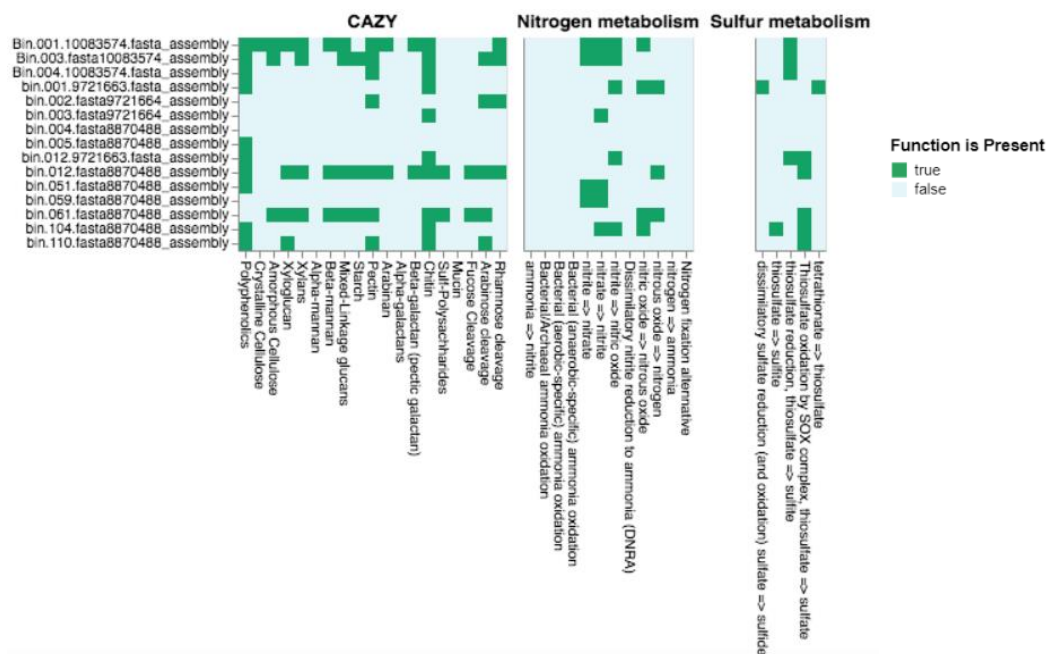 CAZY
Nitrogen metabolism
Sulfur metabolism
Bin.001.10083574.fasta_assembly
Bin.003.fasta10083574_assembly
Bin.004.10083574.fasta_assembly
bin.001.9721663.fasta_assembly
bin.002.fasta9721664_assembly
bin.003.fasta9721664_assembly
bin.004.fasta8870488_assembly
bin.005.fasta8870488_assembly
bin.012.9721663.fasta_assembly
bin.012.fasta8870488_assembly
bin.051.fasta8870488_assembly
bin.059.fasta8870488_assembly
bin.061.fasta8870488_assembly
bin.104.fasta8870488_assembly
bin.110.fasta8870488_assembly
Function is Present
true
false
Polyphenolics
Crystalline Cellulose
Amorphous Cellulose
Xyloglucan
Xylans
Alpha-mannan
Beta-mannan
Mixed-Linkage glucans
Starch
Pectin
Arabinan
Alpha-galactans
Beta-galactan (pectic galactan)
Chitin
Sulf-Polysachharides
Mucin
Fucose Cleavage
Arabinose cleavage
Rhamnose cleavage
ammonia => nitrite
Bacterial/Archaeal ammonia oxidation
Bacterial (aerobic-specific) ammonia oxidation
Bacterial (anaerobic-specific) ammonia oxidation
nitrite => nitrate
nitrate => nitrite
nitrite => nitric oxide
Dissimilatory nitrite reduction to ammonia (DNRA)
nitric oxide => nitrous oxide
nitrous oxide => nitrogen
nitrogen => ammonia
Nitrogen fixation alternative
dissimilatory sulfate reduction (and oxidation) sulfate => sulfide
thiosulfate => sulfite
thiosulfate reduction, thiosulfate => sulfite
Thiosulfate oxidation by SOX complex, thiosulfate => sulfate
tetrathionate => thiosulfate